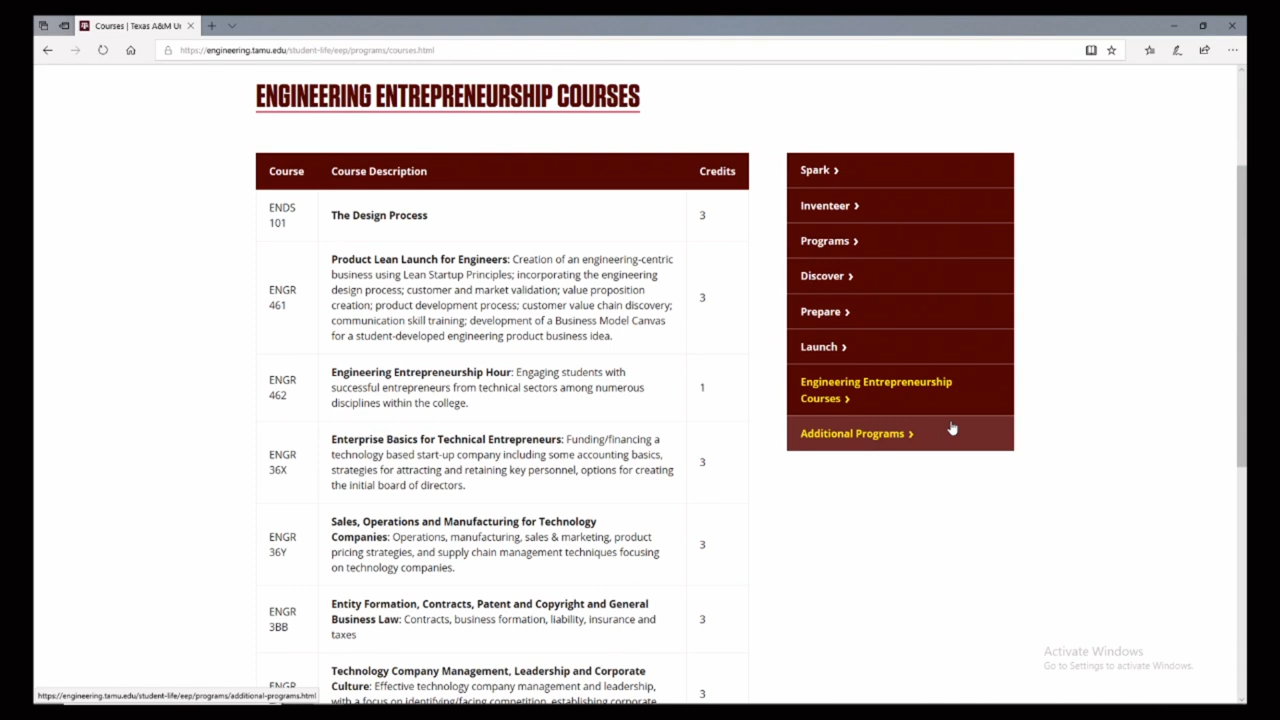 Courses | Texas A&M Ur
https://engineering.tamu.edu/student-life/eep/programs/courses.html
ENGINEERING ENTREPRENEURSHIP COURSES
Course Course Description Credits
ENDS
101
The Design Process
3
ENGR
461
Product Lean Launch for Engineers: Creation of an engineering-centric
business using Lean Startup Principles; incorporating the engineering
design process; customer and market validation; value proposition
creation; product development process; customer value chain discovery;
communication skill training; development of a Business Model Canvas
for a student-developed engineering product business idea.
3
ENGR
462
Engineering Entrepreneurship Hour: Engaging students with
successful entrepreneurs from technical sectors among numerous
disciplines within the college.
1
ENGR
36X
Enterprise Basics for Technical Entrepreneurs: Funding/financing a
technology based start-up company including some accounting basics,
strategies for attracting and retaining key personnel, options for creating
the initial board of directors.
3
ENGR
36Y
Sales, Operations and Manufacturing for Technology
Companies: Operations, manufacturing, sales & marketing, product
pricing strategies, and supply chain management techniques focusing
on technology companies.
3
ENGR
3BB
Entity Formation, Contracts, Patent and Copyright and General
Business Law: Contracts, business formation, liability, insurance and
taxes
3
ENGR
Technology Company Management, Leadership and Corporate
Culture: Effective technology company management and leadership,
with a focus on identifying/facing competition, establishing corporate
3
Spark ›
Inventeer ›
Programs ›
Discover ›
Prepare ›
Launch ›
Engineering Entrepreneurship
Courses ›
Additional Programs ›
Activate Windows
Go to Settings to activate Windows.
https://engineering.tamu.edu/student-life/eep/programs/additional-programs.html